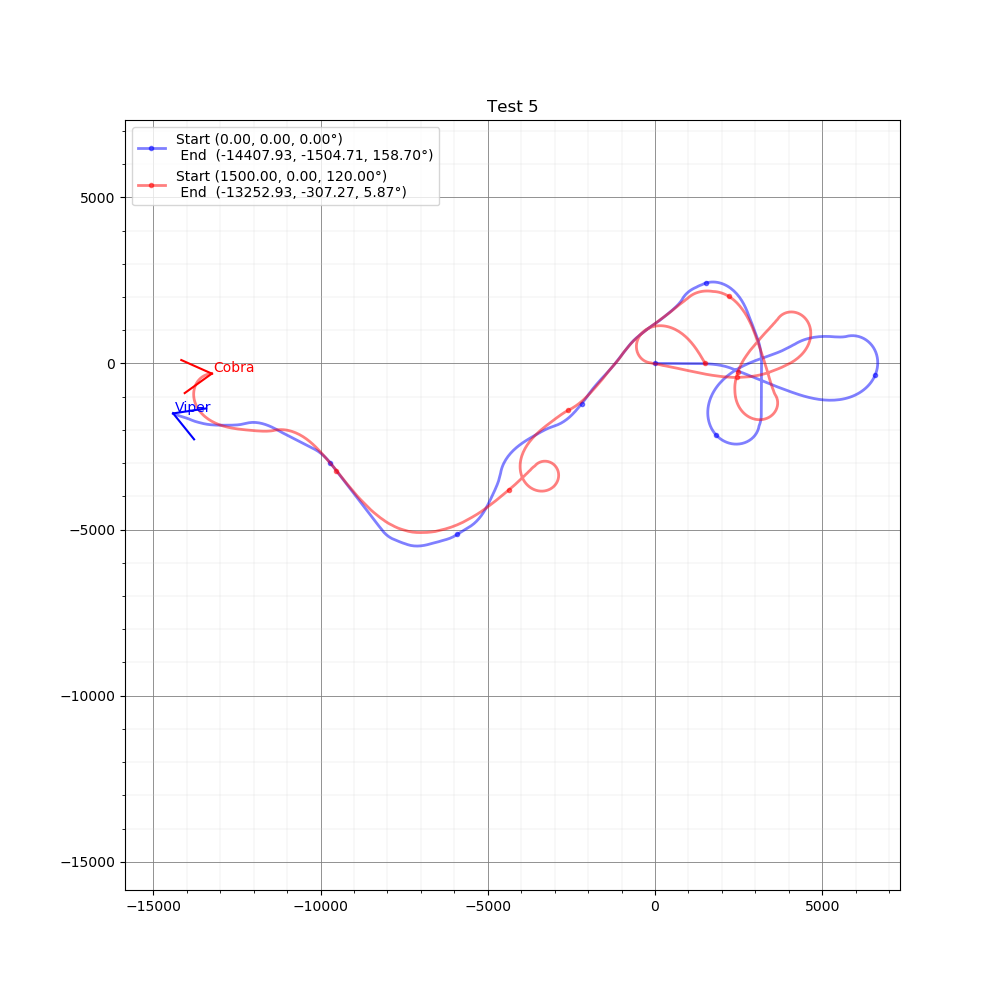 Test 5
Start (0.00, 0.00, 0.00°)
End (-14407.93, -1504.71, 158.70°)
Start (1500.00, 0.00, 120.00°)
End (-13252.93, -307.27, 5.87°)
5000
0
−5000
−10000
−15000
Cobra
Viper
−15000 −10000 −5000 0 5000